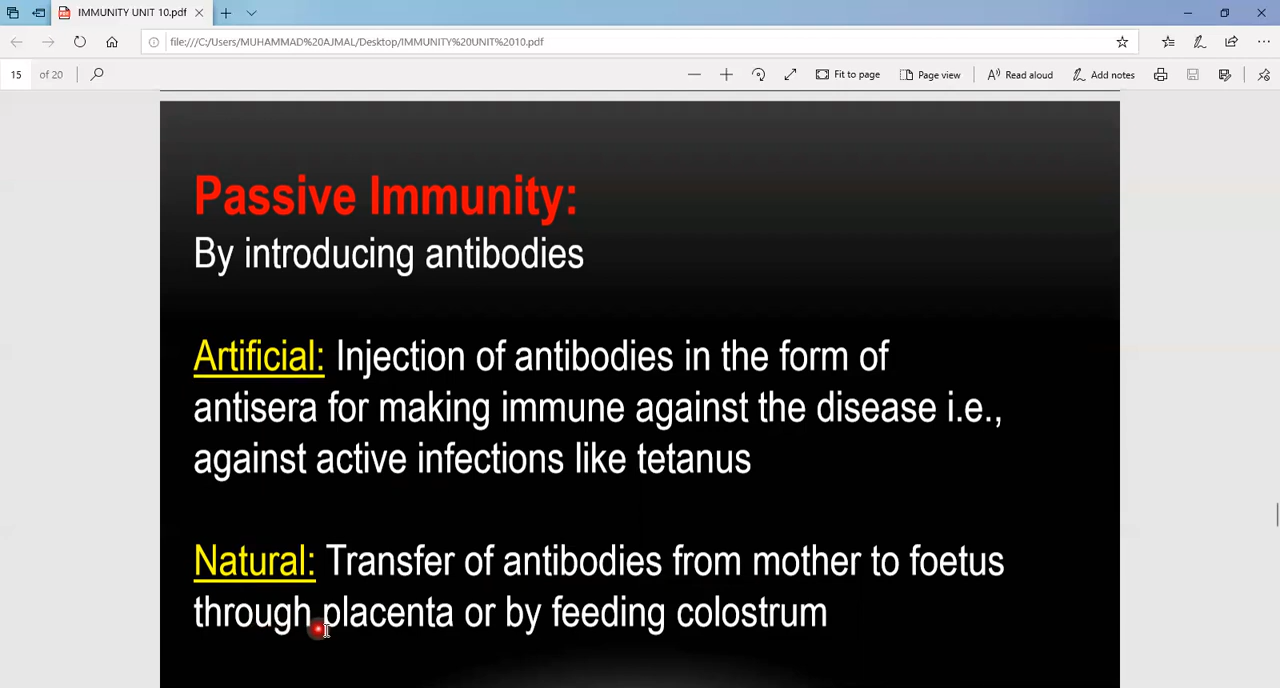 IMMUNITY UNIT 10.pdf
file:///C:/Users/MUHAMMAD%20AJMAL/Desktop/IMMUNITY%20UNIT%2010.pdf
15 of 20 Fit to page Page view Read aloud Add notes
Passive Immunity:
By introducing antibodies
Artificial: Injection of antibodies in the form of
antisera for making immune against the disease i.e.,
against active infections like tetanus
Natural: Transfer of antibodies from mother to foetus
through placenta or by feeding colostrum